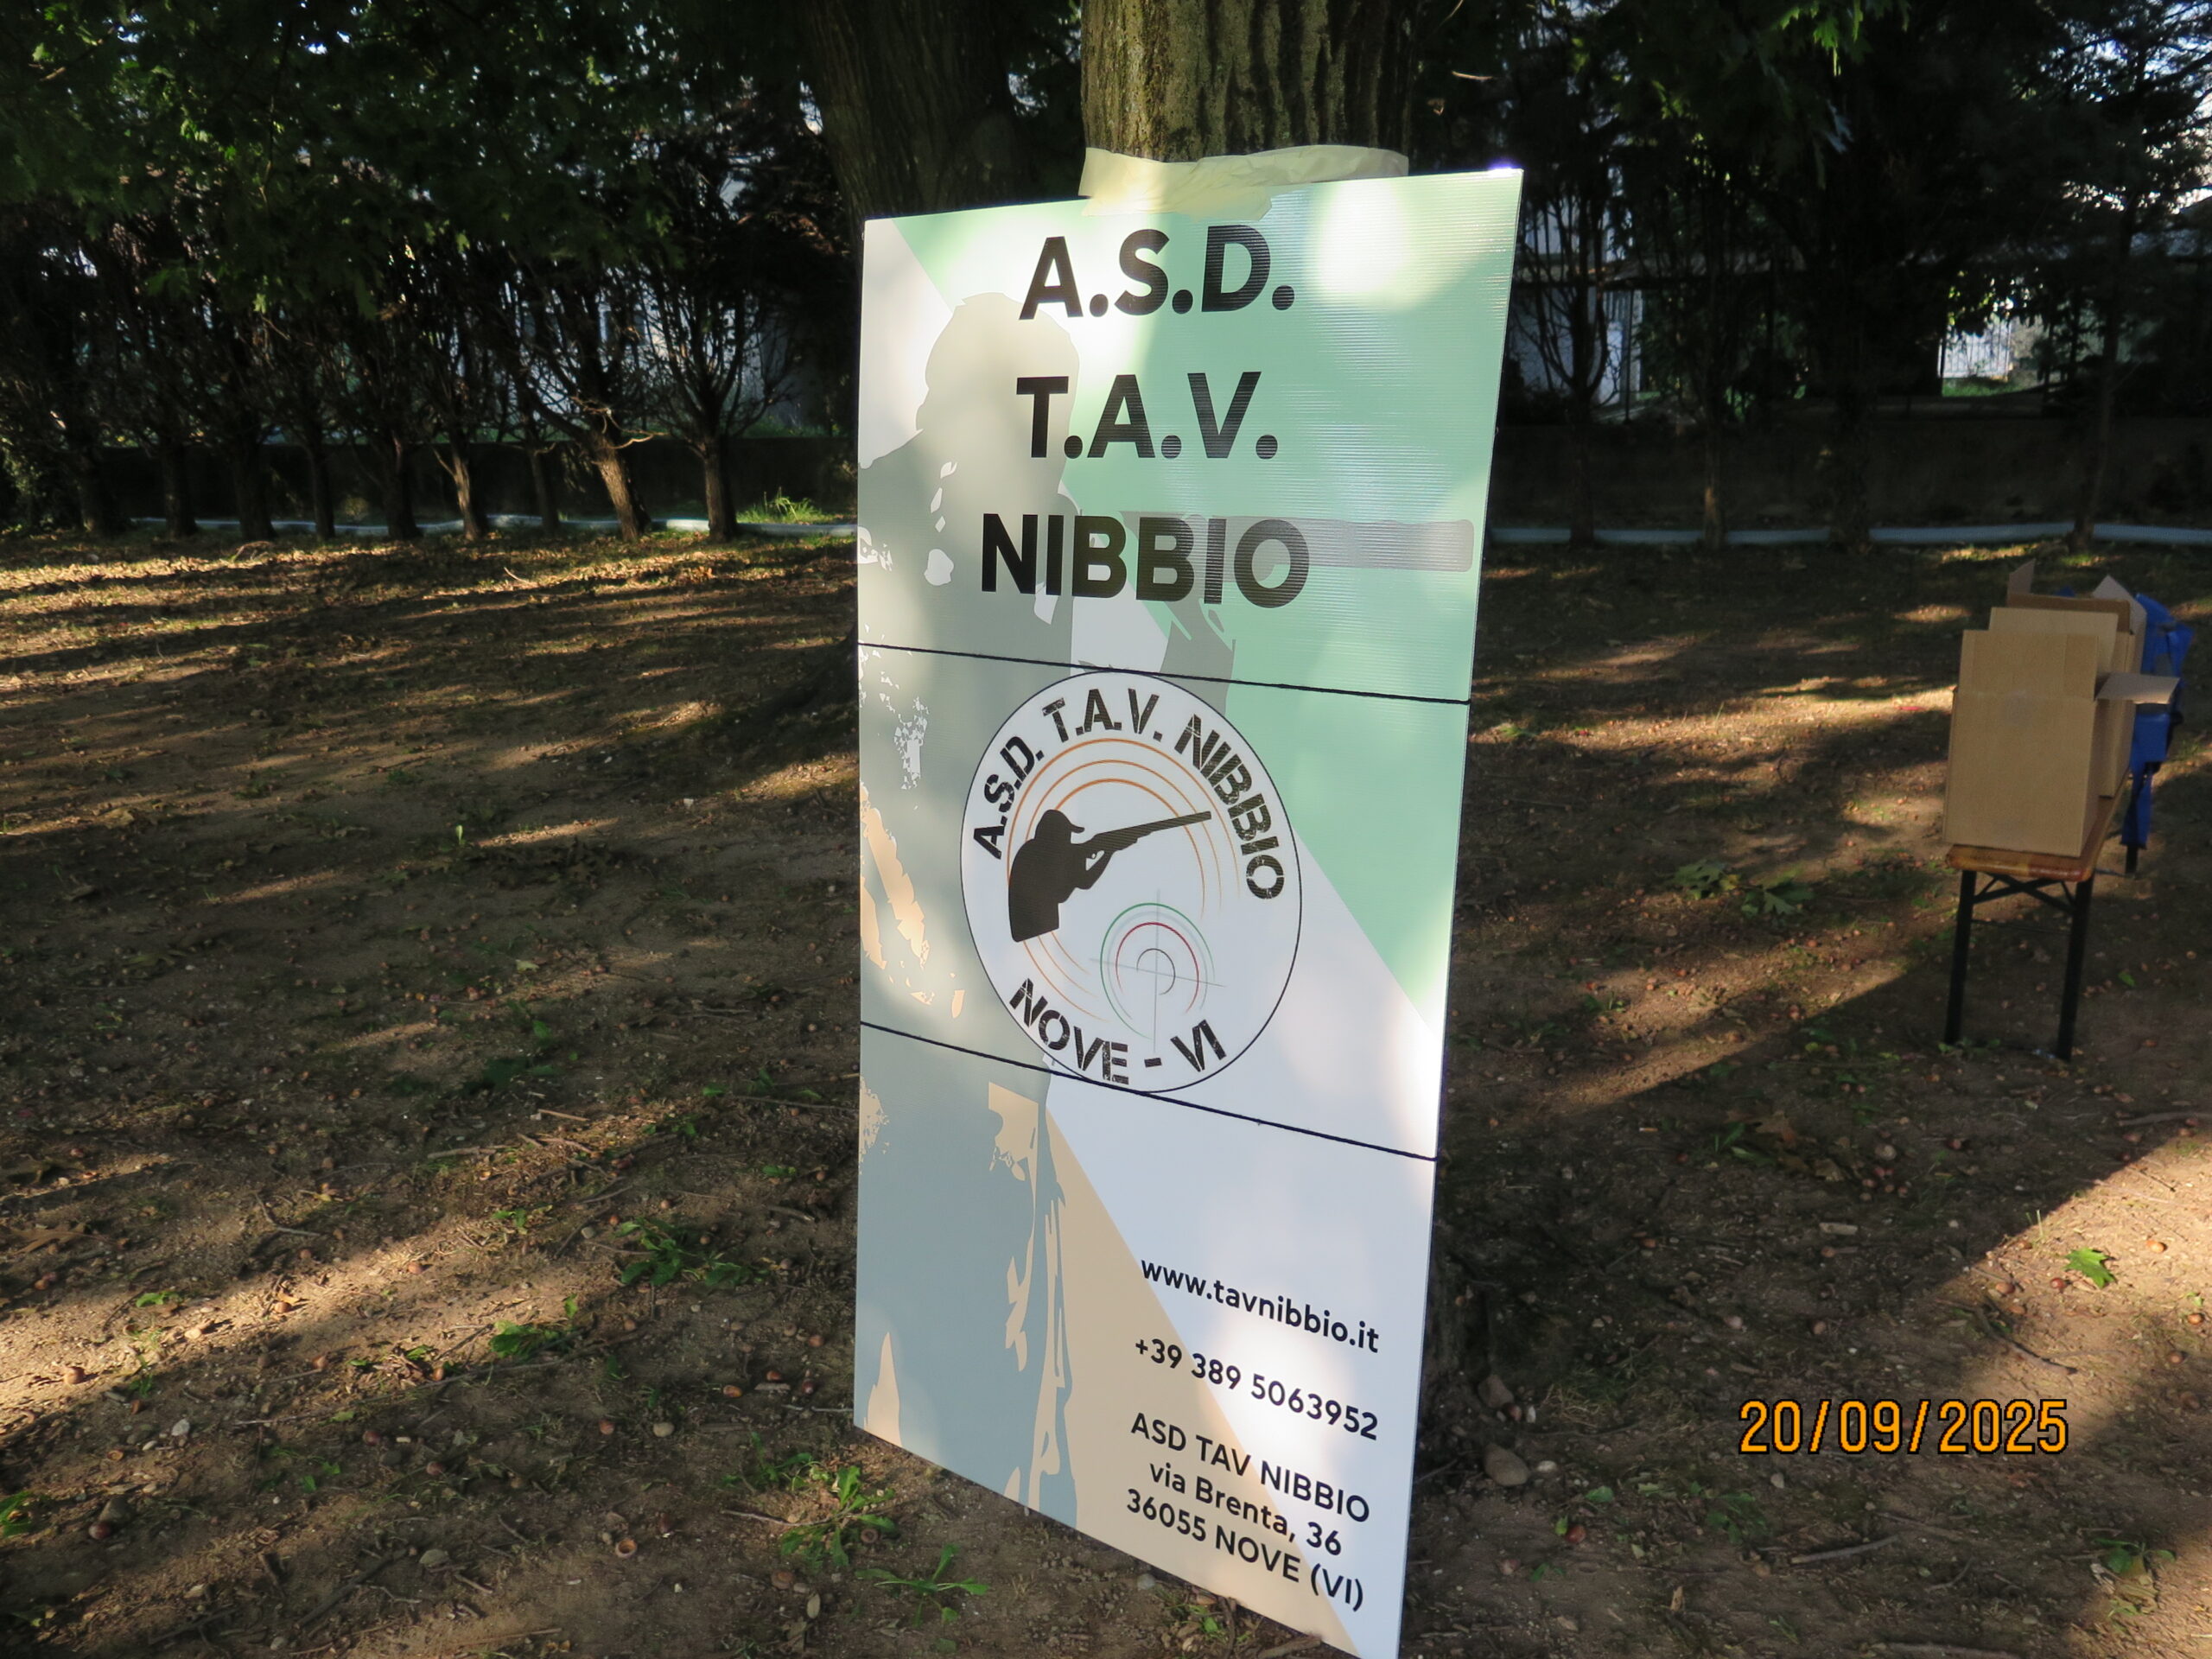 A.S.D.
T.A.V.
NIBBIO
A.S.D. T.A.V. NIBBIO
NOVE - VI
www.tavnibbio.it
+39 389 5063952
ASD TAV NIBBIO
via Brenta, 36
36055 NOVE (VI)
20/09/2025